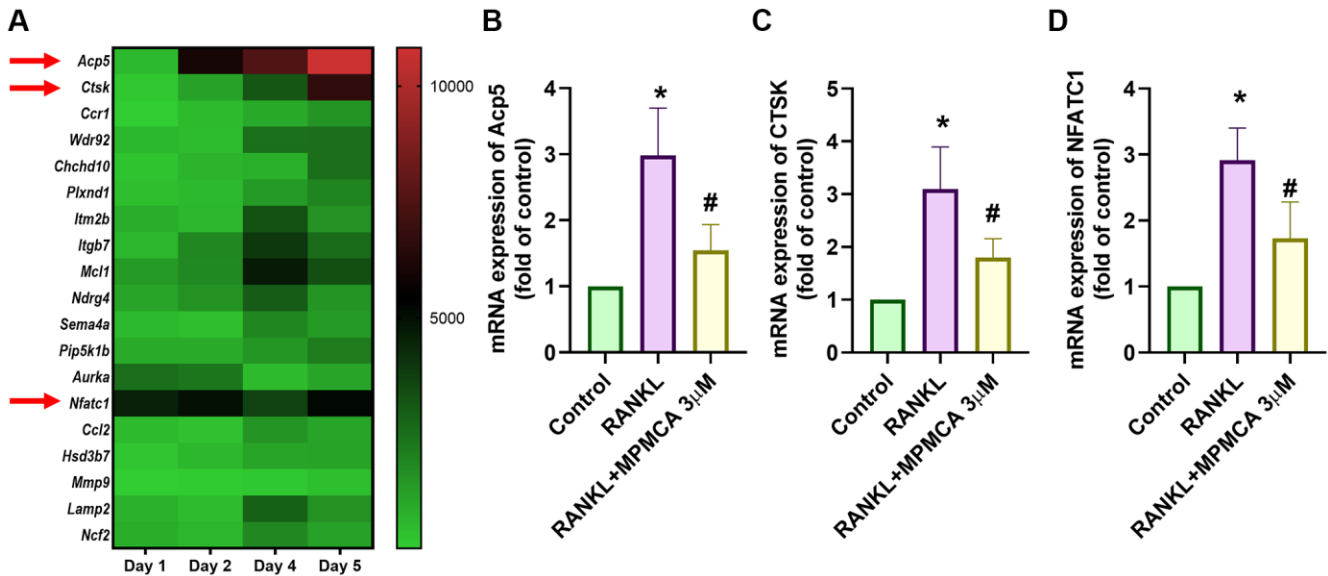 A
Acp5
Ctsk
Ccr1
Wdr92
Chchd10
Plxnd1
Itm2b
Itgb7
Mcl1
Ndrg4
Sema4a
Pip5k1b
Aurka
Nfatc1
Ccl2
Hsd3b7
Mmp9
Lamp2
Ncf2
Day 1 Day 2 Day 4 Day 5
10000
5000
B
mRNA expression of Acp5
(fold of control)
4
3
2
1
0
*
#
Control
RANKL
RANKL+MPMCA 3μM
C
mRNA expression of CTSK
(fold of control)
5
4
3
2
1
0
*
#
Control
RANKL
RANKL+MPMCA 3μM
D
mRNA expression of NFATC1
(fold of control)
4
3
2
1
0
*
#
Control
RANKL
RANKL+MPMCA 3μM